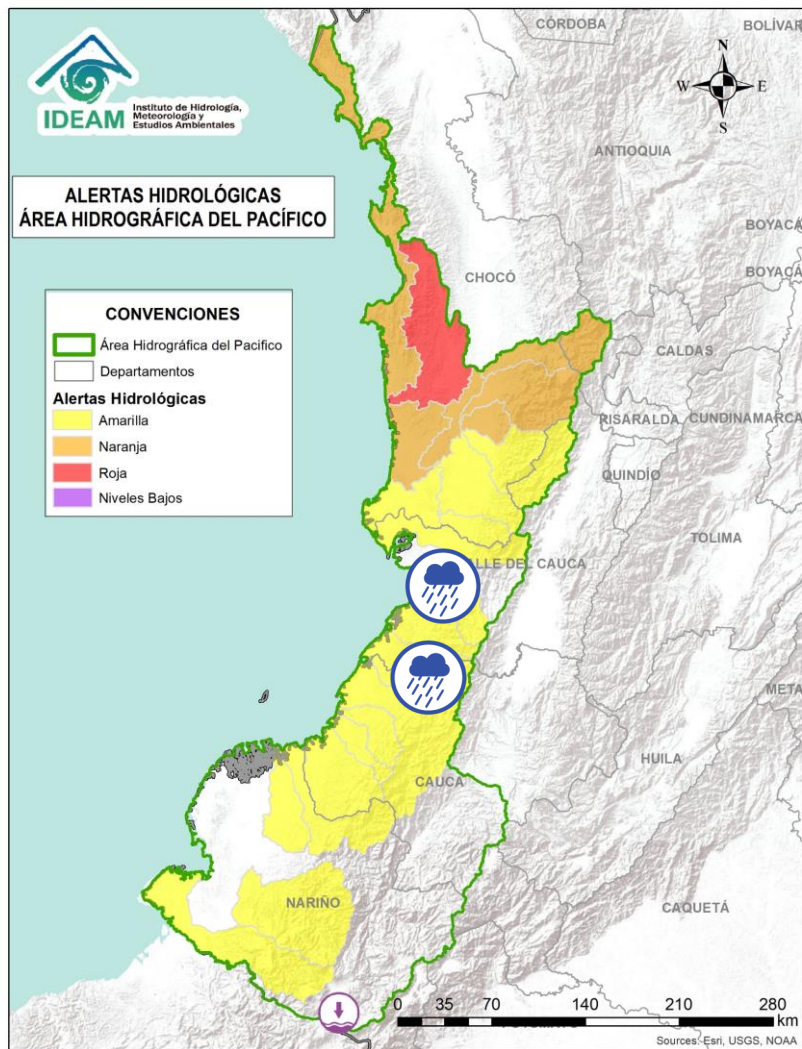 CÓRDOBA
BOLÍVAR
IDEAM
Instituto de Hidrología,
Meteorología y
Estudios Ambientales
N
W
E
S
ANTIOQUIA
ALERTAS HIDROLÓGICAS
ÁREA HIDROGRÁFICA DEL PACÍFICO
BOYACÁ
BOYACÁ
CHOCÓ
CONVENCIONES
Área Hidrográfica del Pacifico
Departamentos
Alertas Hidrológicas
Amarilla
Naranja
Roja
Niveles Bajos
CALDAS
RISARALDA
CUNDINAMARCA
QUINDÍO
TOLIMA
ALLE DEL CAUCA
META
HUILA
CAUCA
CAQUETÁ
NARIÑO
0 35 70 140 210 280
km
Sources: Esri, USGS, NOAA